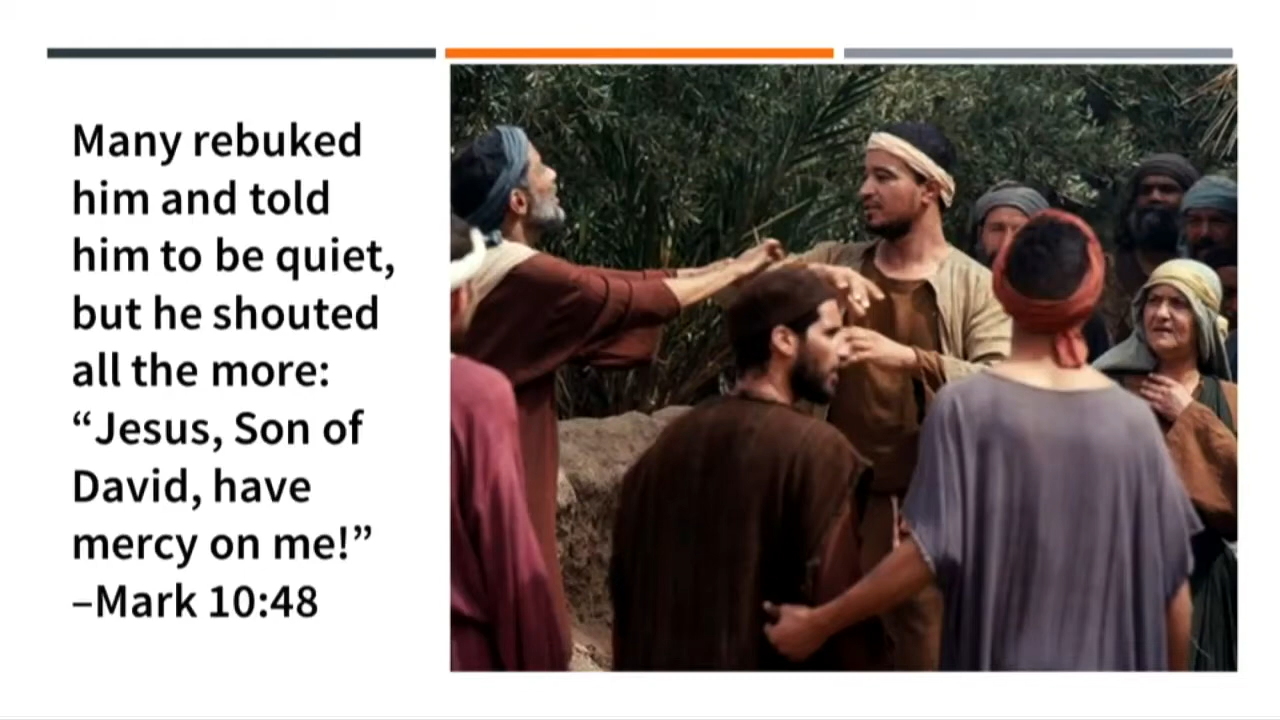 Many rebuked
him and told
him to be quiet,
but he shouted
all the more:
“Jesus, Son of
David, have
mercy on me!”
–Mark 10:48